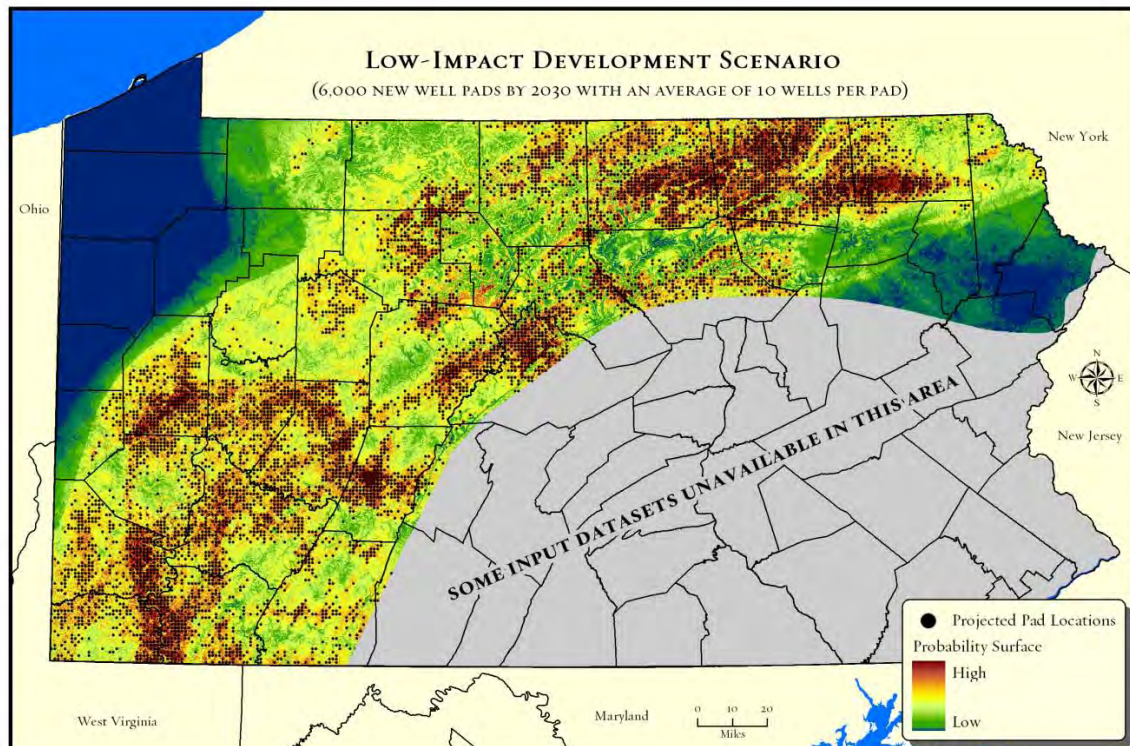 LOW-IMPACT DEVELOPMENT SCENARIO
(6,000 NEW WELL PADS BY 2030 WITH AN AVERAGE OF 10 WELLS PER PAD)
New York
Ohio
N
W E
S
New Jersey
SOME INPUT DATASETS UNAVAILABLE IN THIS AREA
Projected Pad Locations
Probability Surface
High
Low
West Virginia
Maryland
0 10 20
Miles